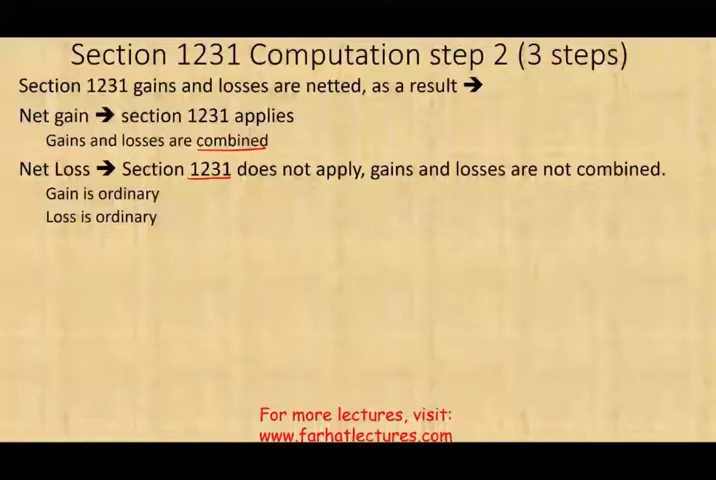 Section 1231 Computation step 2 (3 steps)
Section 1231 gains and losses are netted, as a result ➔
Net gain ➔ section 1231 applies
Gains and losses are combined
Net Loss ➔ Section 1231 does not apply, gains and losses are not combined.
Gain is ordinary
Loss is ordinary
For more lectures, visit:
www.farhatlectures.com